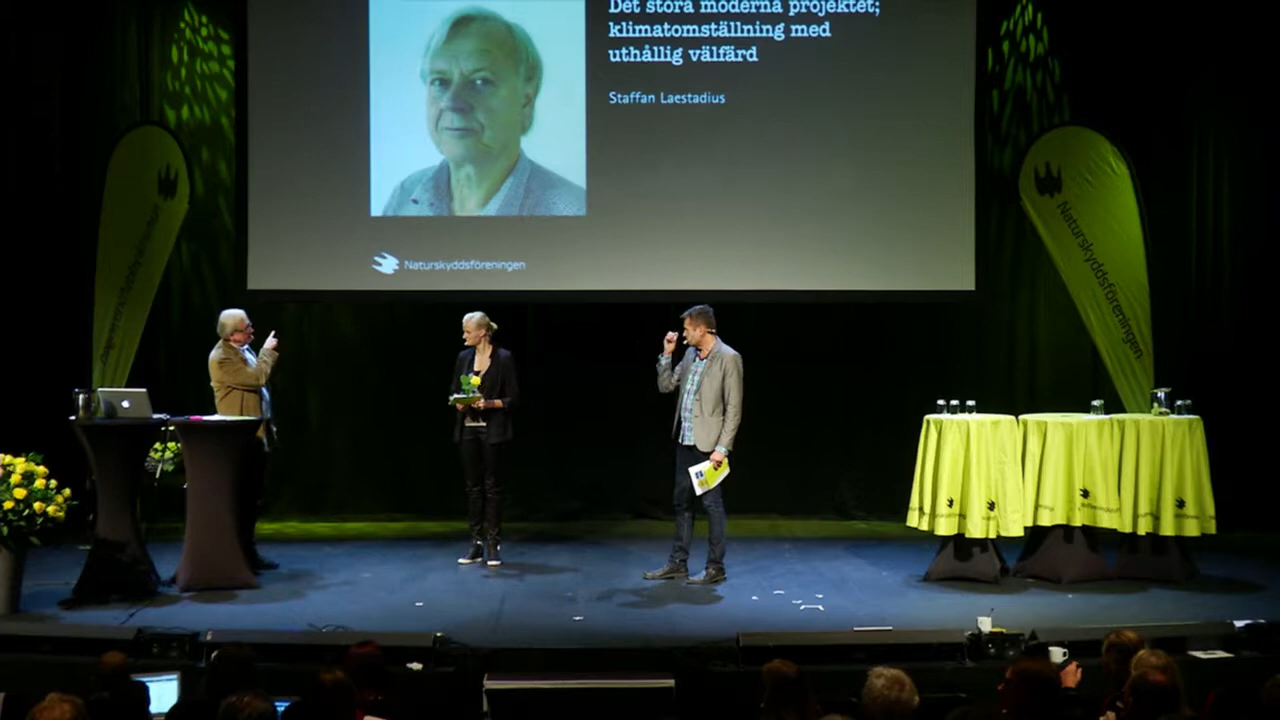 Det stora moderna projektet;
klimatomställning med
uthållig välfärd
Staffan Laestadius
Naturskyddsföreningen
Naturskyddsföreningen